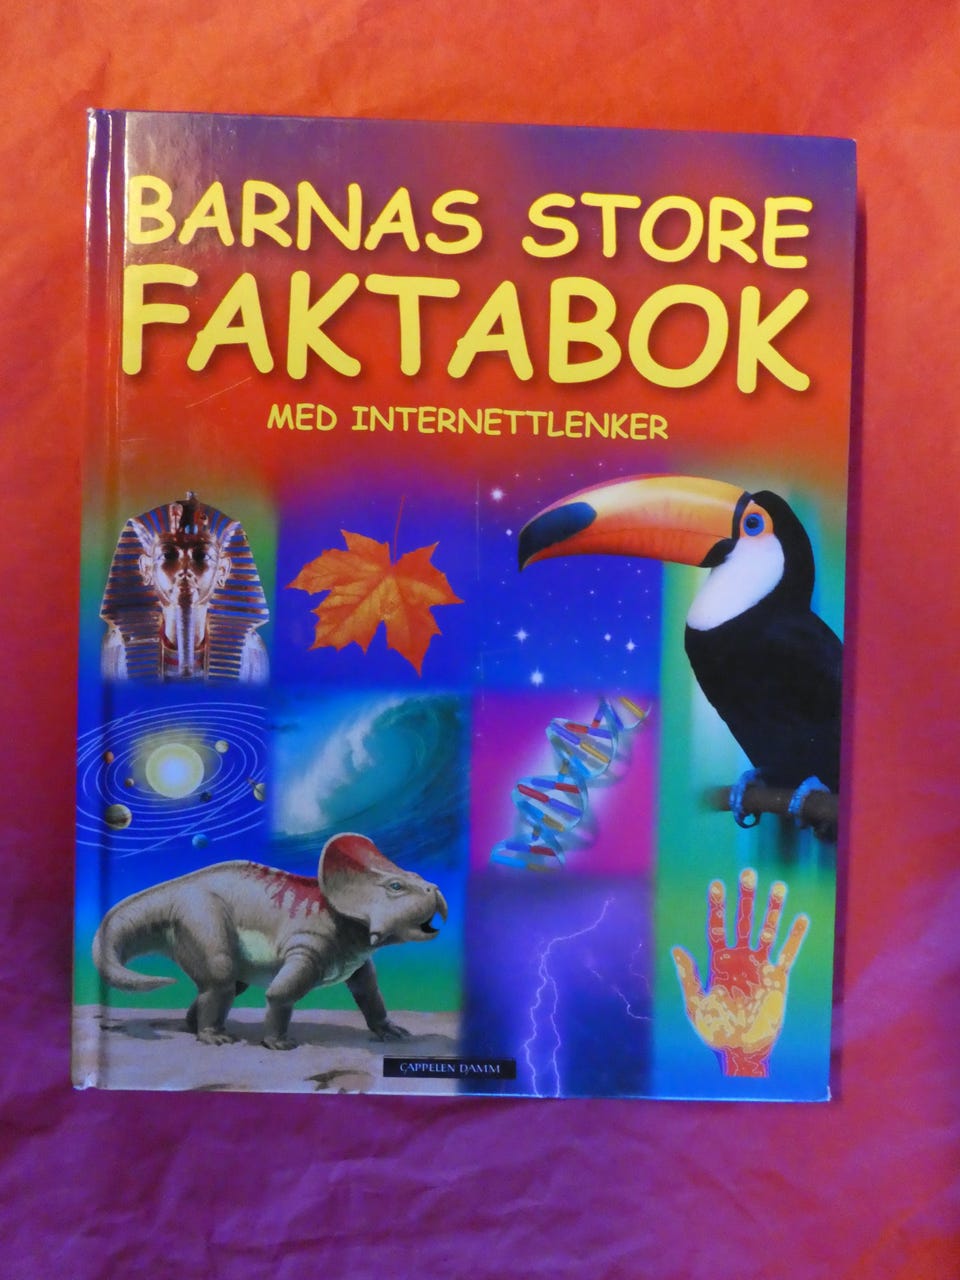 BARNAS STORE
FAKTABOK
MED INTERNETTLENKER
CAPPELEN DAMM